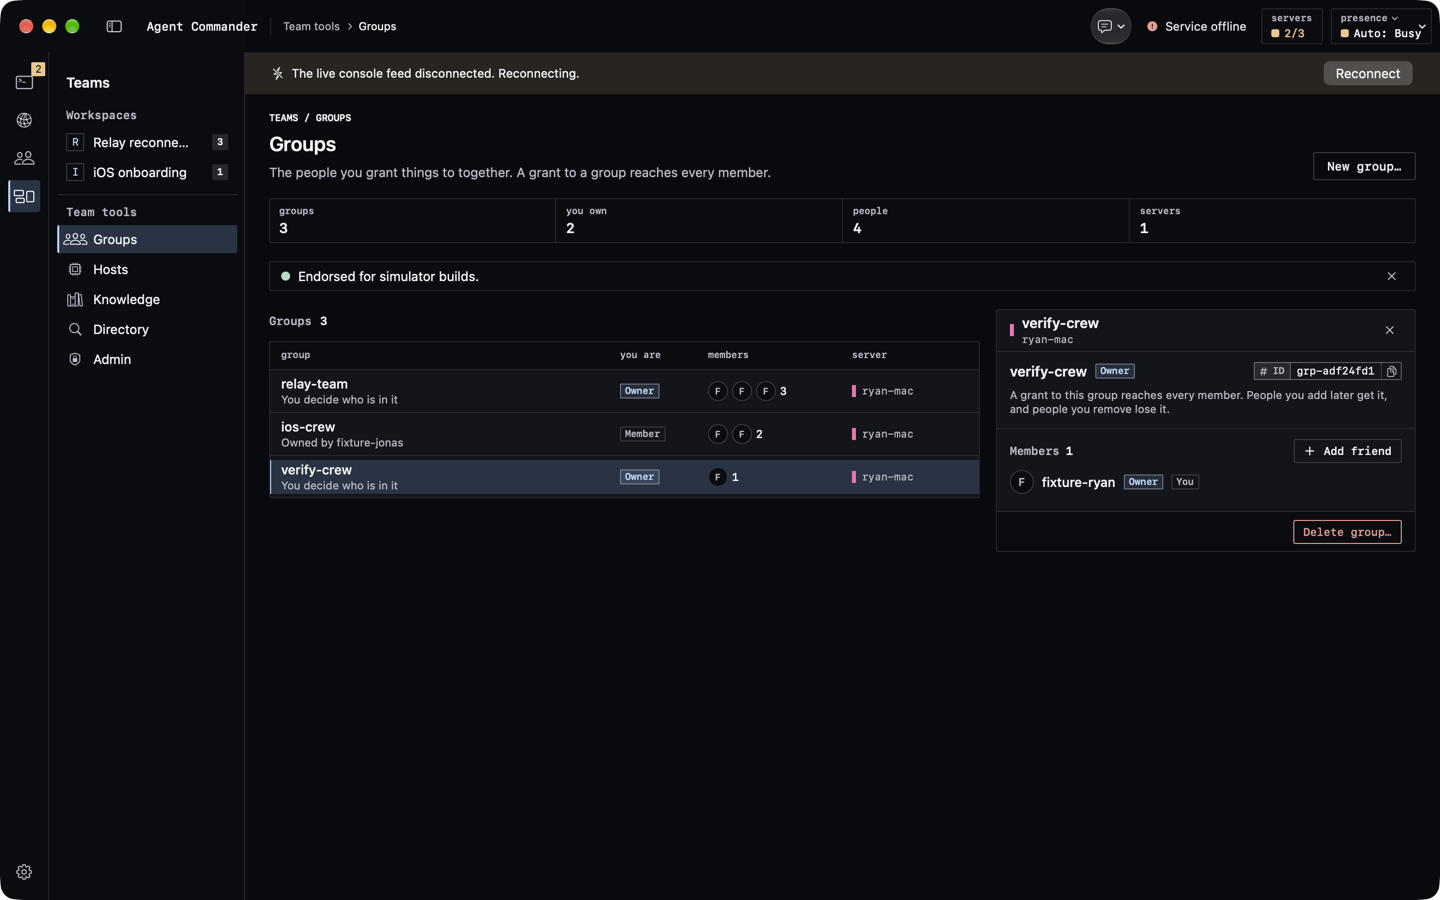 Agent Commander
Team tools > Groups
Service offline
servers
2/3
presence
Auto: Busy
2
Teams
Workspaces
R Relay reconne... 3
I iOS onboarding 1
Team tools
Groups
Hosts
Knowledge
Directory
Admin
The live console feed disconnected. Reconnecting.
Reconnect
TEAMS / GROUPS
Groups
The people you grant things to together. A grant to a group reaches every member.
New group…
groups
3
you own
2
people
4
servers
1
Endorsed for simulator builds.
Groups 3
group you are members server
relay-team
You decide who is in it
Owner
F F F 3
ryan-mac
ios-crew
Owned by fixture-jonas
Member
F F 2
ryan-mac
verify-crew
You decide who is in it
Owner
F 1
ryan-mac
verify-crew
ryan-mac
verify-crew Owner
# ID grp-adf24fd1
A grant to this group reaches every member. People you add later get it,
and people you remove lose it.
Members 1
+ Add friend
F fixture-ryan Owner You
Delete group…